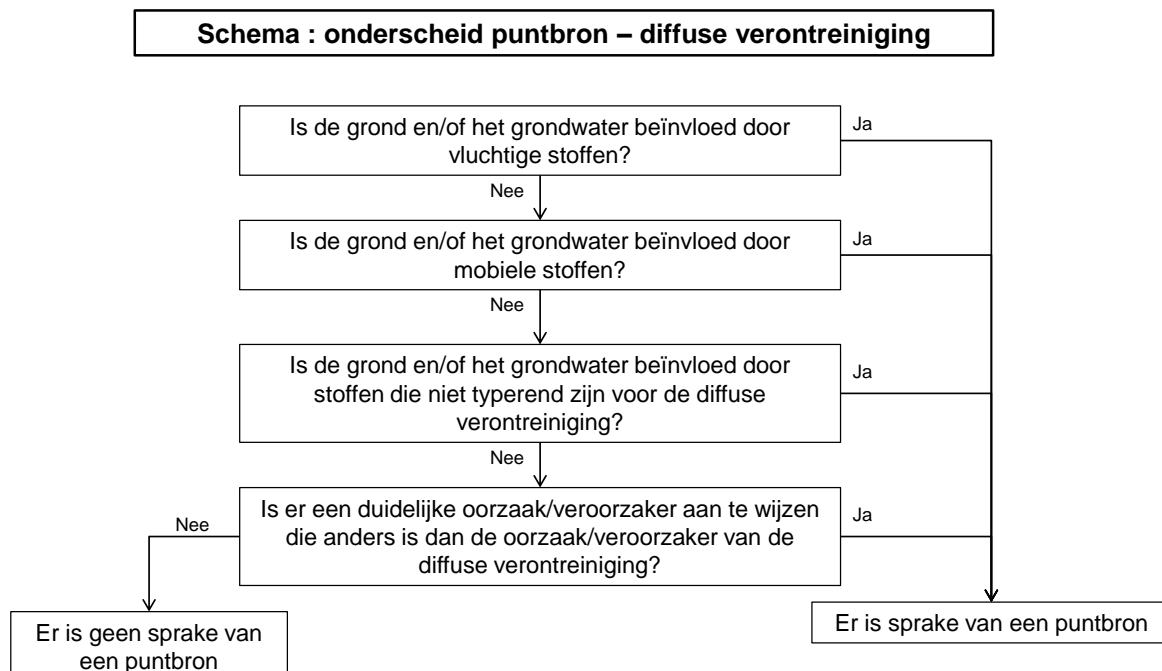 Schema : onderscheid puntbron – diffuse verontreiniging
Is de grond en/of het grondwater beïnvloed door
vluchtige stoffen?
Ja
Nee
Is de grond en/of het grondwater beïnvloed door
mobiele stoffen?
Ja
Nee
Is de grond en/of het grondwater beïnvloed door
stoffen die niet typerend zijn voor de diffuse
verontreiniging?
Ja
Nee
Is er een duidelijke oorzaak/veroorzaker aan te wijzen
die anders is dan de oorzaak/veroorzaker van de
diffuse verontreiniging?
Nee
Ja
Er is geen sprake van
een puntbron
Er is sprake van een puntbron